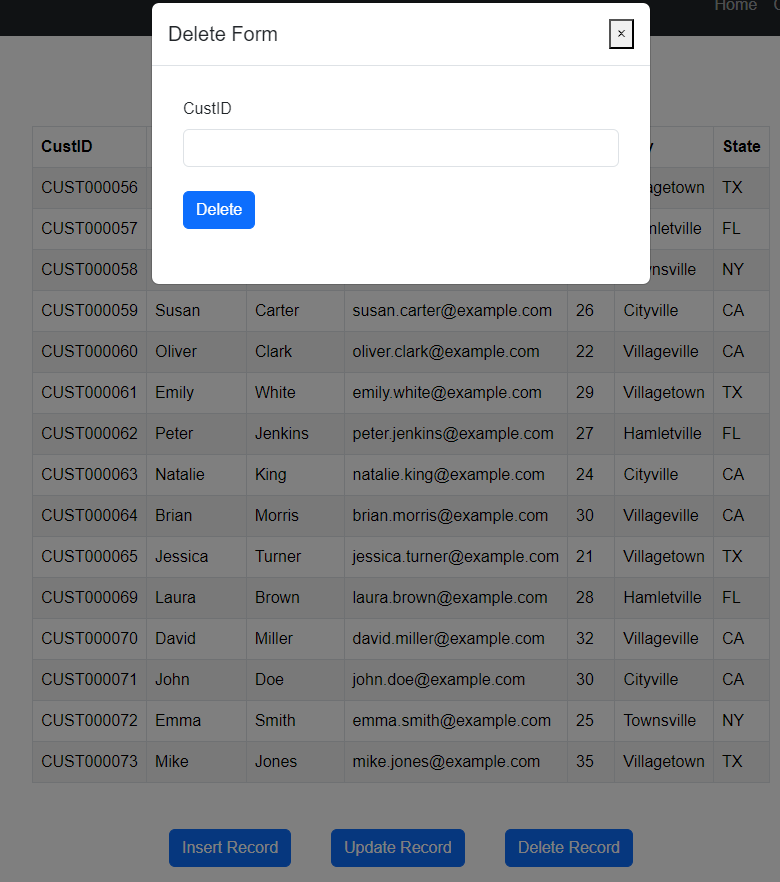 Home
Delete Form
×
CustID
Delete
CustID State
CUST000056 TX
CUST000057 FL
CUST000058 NY
CUST000059 Susan Carter susan.carter@example.com 26 Cityville CA
CUST000060 Oliver Clark oliver.clark@example.com 22 Villageville CA
CUST000061 Emily White emily.white@example.com 29 Villagetown TX
CUST000062 Peter Jenkins peter.jenkins@example.com 27 Hamletville FL
CUST000063 Natalie King natalie.king@example.com 24 Cityville CA
CUST000064 Brian Morris brian.morris@example.com 30 Villageville CA
CUST000065 Jessica Turner jessica.turner@example.com 21 Villagetown TX
CUST000069 Laura Brown laura.brown@example.com 28 Hamletville FL
CUST000070 David Miller david.miller@example.com 32 Villageville CA
CUST000071 John Doe john.doe@example.com 30 Cityville CA
CUST000072 Emma Smith emma.smith@example.com 25 Townsville NY
CUST000073 Mike Jones mike.jones@example.com 35 Villagetown TX
Insert Record Update Record Delete Record